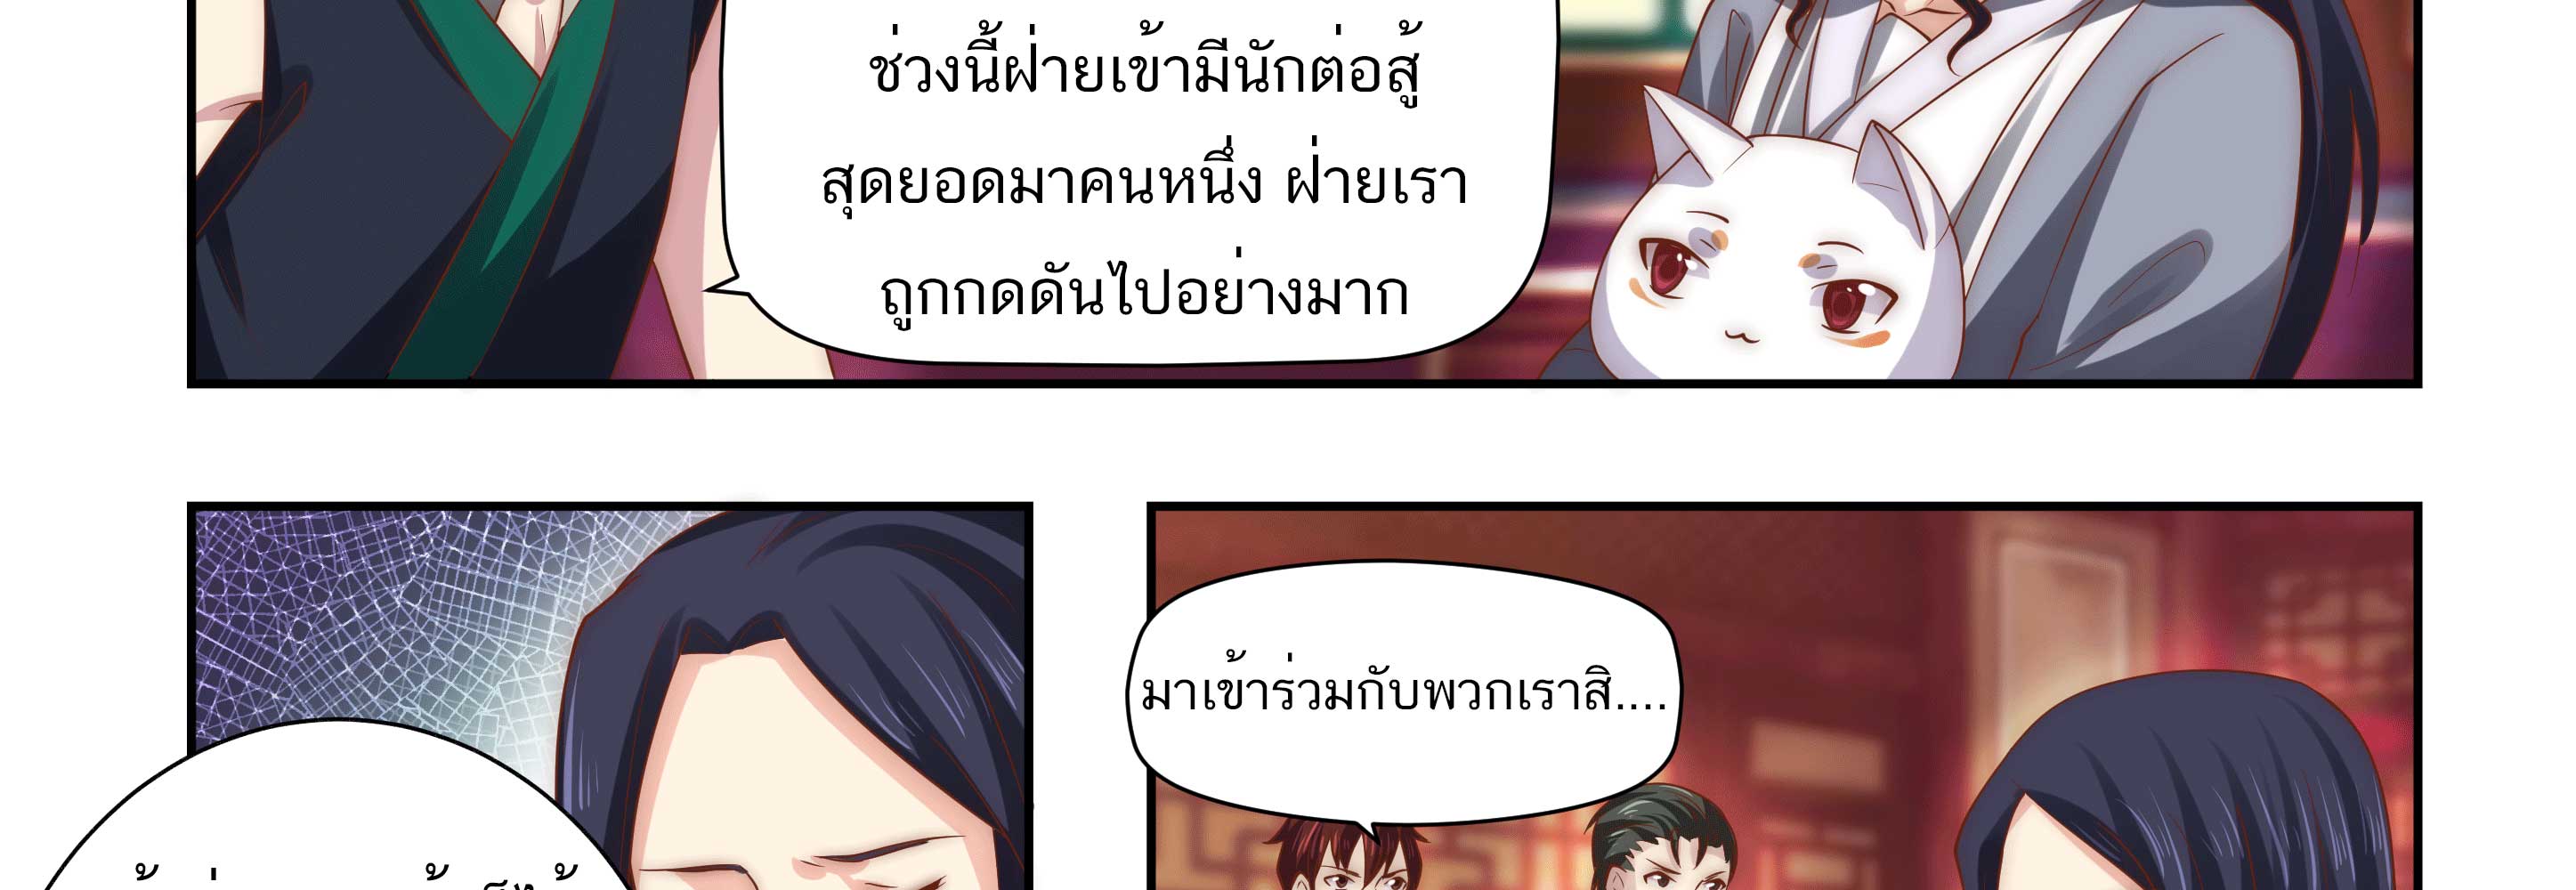 ช่วงนี้ฝ่ายเข้ามีนักต่อสู้
สุดยอดมาคนหนึ่ง ฝ่ายเรา
ถูกกดดันไปอย่างมาก
มาเข้าร่วมกับพวกเราสิ....